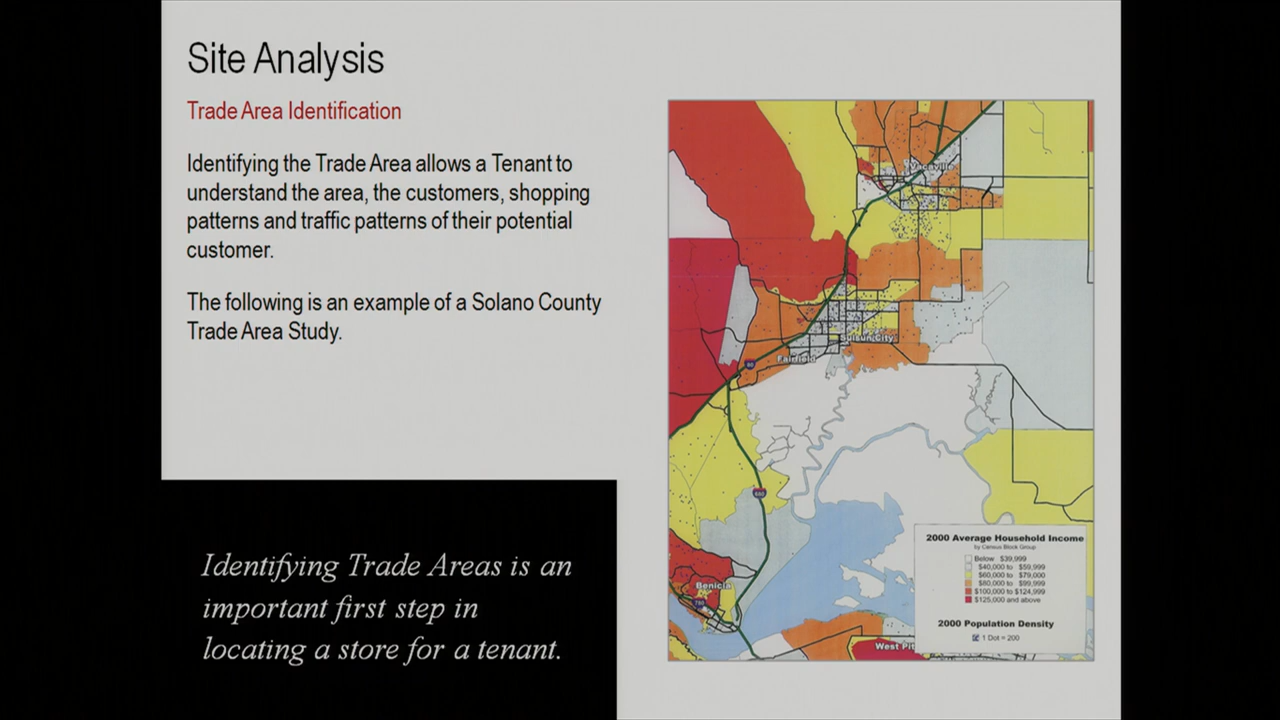 Site Analysis
Trade Area Identification
Identifying the Trade Area allows a Tenant to
understand the area, the customers, shopping
patterns and traffic patterns of their potential
customer.
The following is an example of a Solano County
Trade Area Study.
Identifying Trade Areas is an
important first step in
locating a store for a tenant.
Vacaville
Suisun City
Fairfield
80
680
Benicia
780
West Pit
2000 Average Household Income
by Census Block Group
Below $39,999
$40,000 to $59,999
$60,000 to $79,000
$80,000 to $99,999
$100,000 to $124,999
$125,000 and above
2000 Population Density
1 Dot = 200